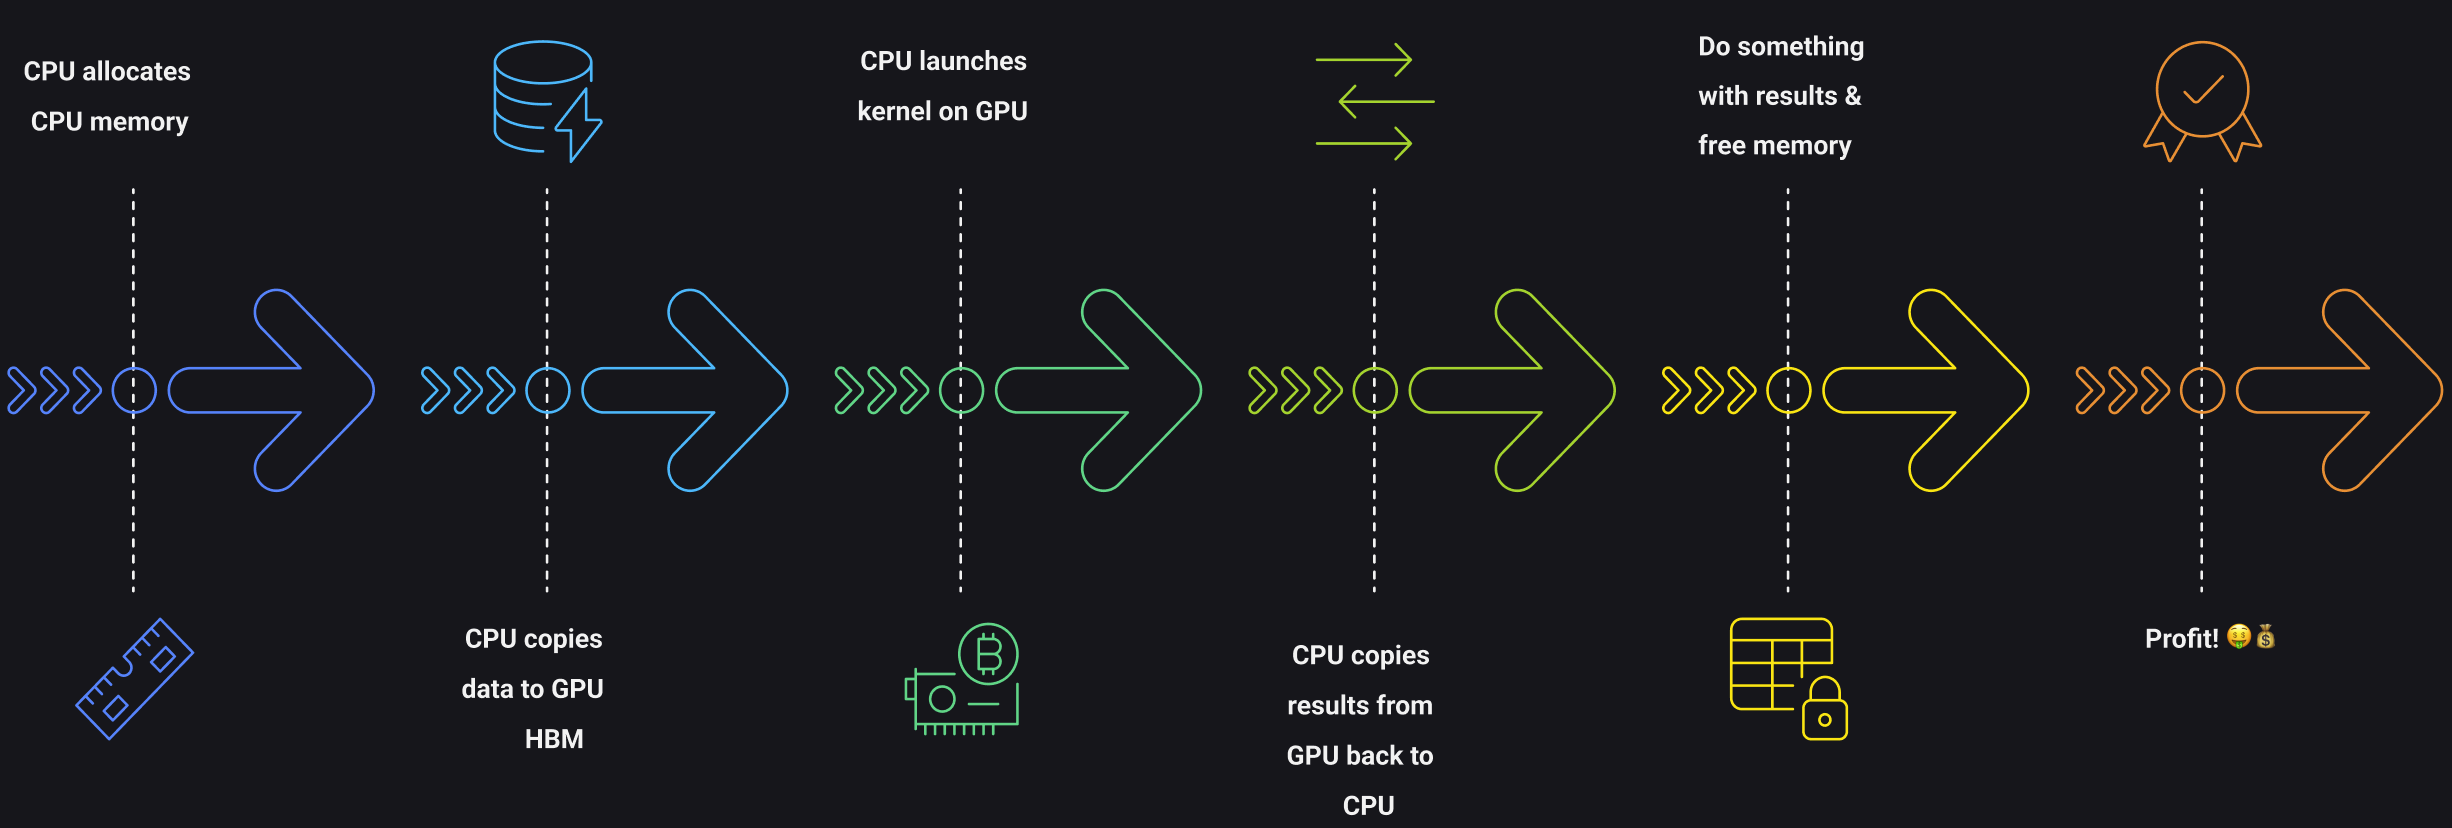 CPU allocates
CPU memory
CPU copies
data to GPU
HBM
CPU launches
kernel on GPU
CPU copies
results from
GPU back to
CPU
Do something
with results &
free memory
Profit! 🤑💰